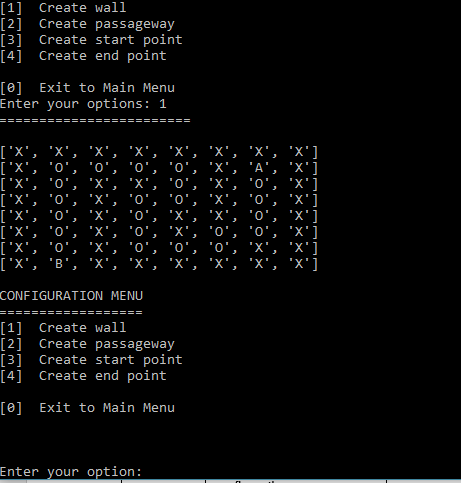 [1]  Create wall
[2]  Create passageway
[3]  Create start point
[4]  Create end point
[0]  Exit to Main Menu
Enter your options: 1
========================
['X', 'X', 'X', 'X', 'X', 'X', 'X', 'X']
['X', 'O', 'O', 'O', 'O', 'X', 'A', 'X']
['X', 'O', 'X', 'X', 'O', 'X', 'O', 'X']
['X', 'O', 'X', 'O', 'O', 'X', 'O', 'X']
['X', 'O', 'X', 'O', 'X', 'X', 'O', 'X']
['X', 'O', 'X', 'O', 'X', 'O', 'O', 'X']
['X', 'O', 'X', 'O', 'O', 'O', 'X', 'X']
['X', 'B', 'X', 'X', 'X', 'X', 'X', 'X']
CONFIGURATION MENU
==================
[1]  Create wall
[2]  Create passageway
[3]  Create start point
[4]  Create end point
[0]  Exit to Main Menu
Enter your option: